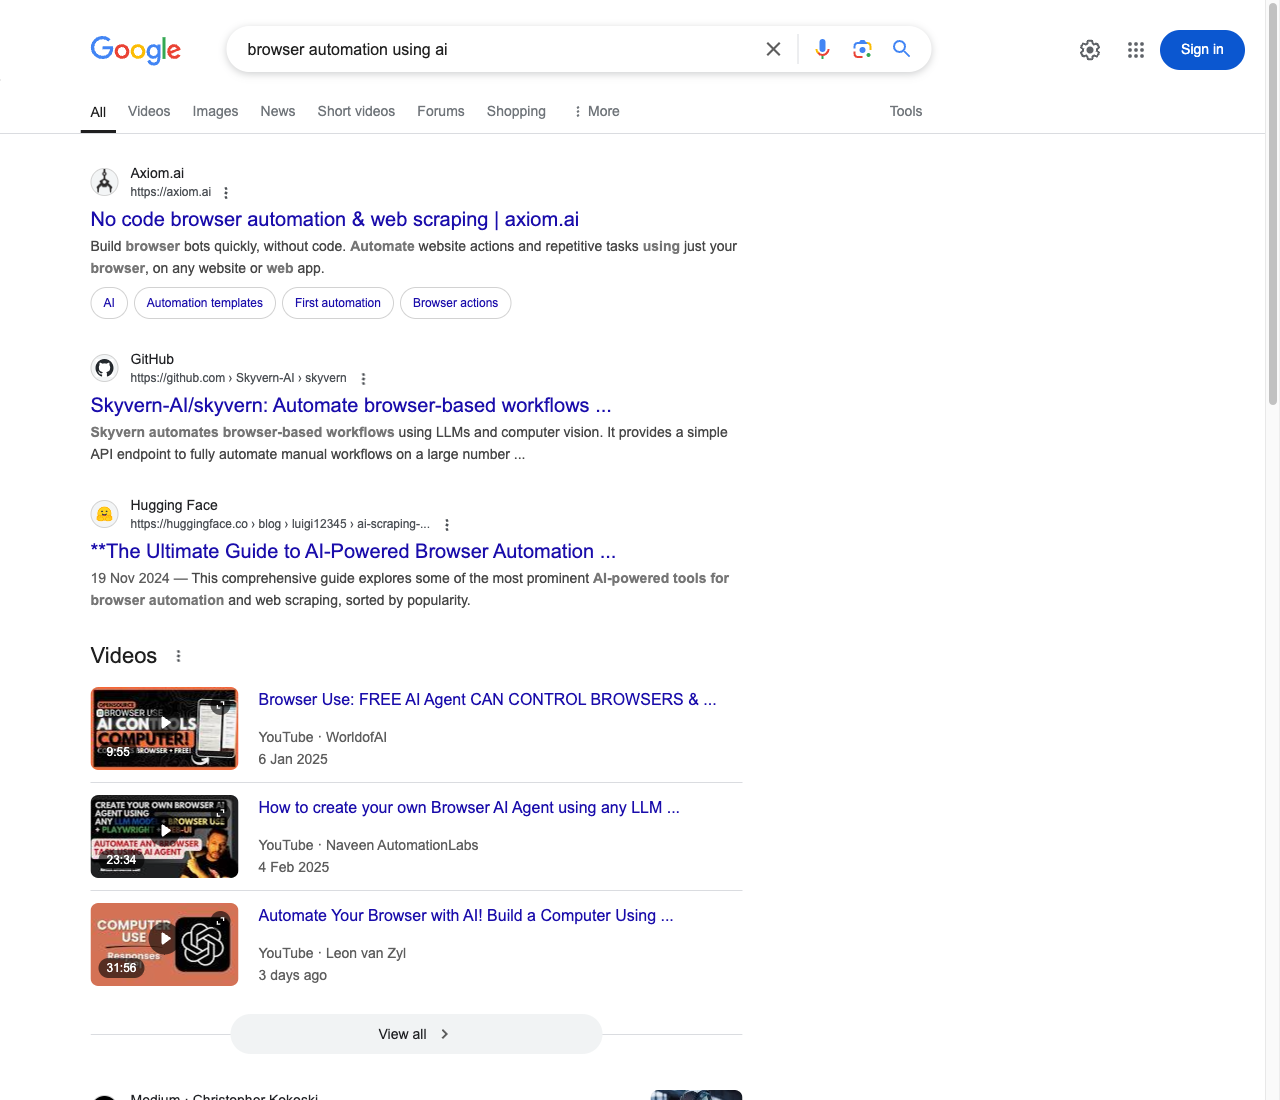 Google
browser automation using ai
Sign in
All
Videos
Images
News
Short videos
Forums
Shopping
More
Tools
Axiom.ai
https://axiom.ai
No code browser automation & web scraping | axiom.ai
Build browser bots quickly, without code. Automate website actions and repetitive tasks using just your
browser, on any website or web app.
AI
Automation templates
First automation
Browser actions
GitHub
https://github.com › Skyvern-AI › skyvern
Skyvern-AI/skyvern: Automate browser-based workflows ...
Skyvern automates browser-based workflows using LLMs and computer vision. It provides a simple
API endpoint to fully automate manual workflows on a large number ...
Hugging Face
https://huggingface.co › blog › luigi12345 › ai-scraping-...
**The Ultimate Guide to AI-Powered Browser Automation ...
19 Nov 2024 — This comprehensive guide explores some of the most prominent AI-powered tools for
browser automation and web scraping, sorted by popularity.
Videos
OPENSOURCE
BROWSER USE
AI CONTROLS
COMPUTER!
BROWSER + FREE!
9:55
Browser Use: FREE AI Agent CAN CONTROL BROWSERS & ...
YouTube · WorldofAI
6 Jan 2025
CREATE YOUR OWN BROWSER AI
AGENT USING
ANY LLM MODEL + BROWSER USE
+ PLAYWRIGHT + WEB-UI
AUTOMATE ANY BROWSER
TASK USING AI AGENT
23:34
How to create your own Browser AI Agent using any LLM ...
YouTube · Naveen AutomationLabs
4 Feb 2025
COMPUTER
USE
Responses
31:56
Automate Your Browser with AI! Build a Computer Using ...
YouTube · Leon van Zyl
3 days ago
View all
Medium · Christopher Kokoski